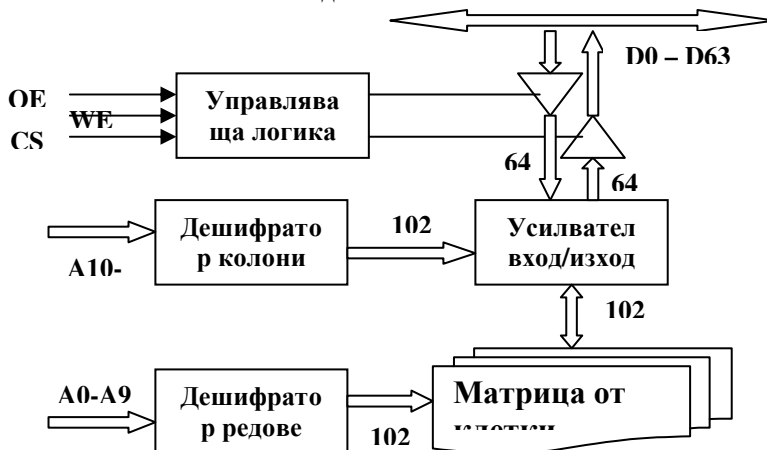 D0 – D63
OE
WE
CS
Управлява
ща логика
64
64
Дешифрато
р колони
102
Усилвател
вход/изход
A10-
102
A0-A9
Дешифрато
р редове
102
Матрица от
клетки